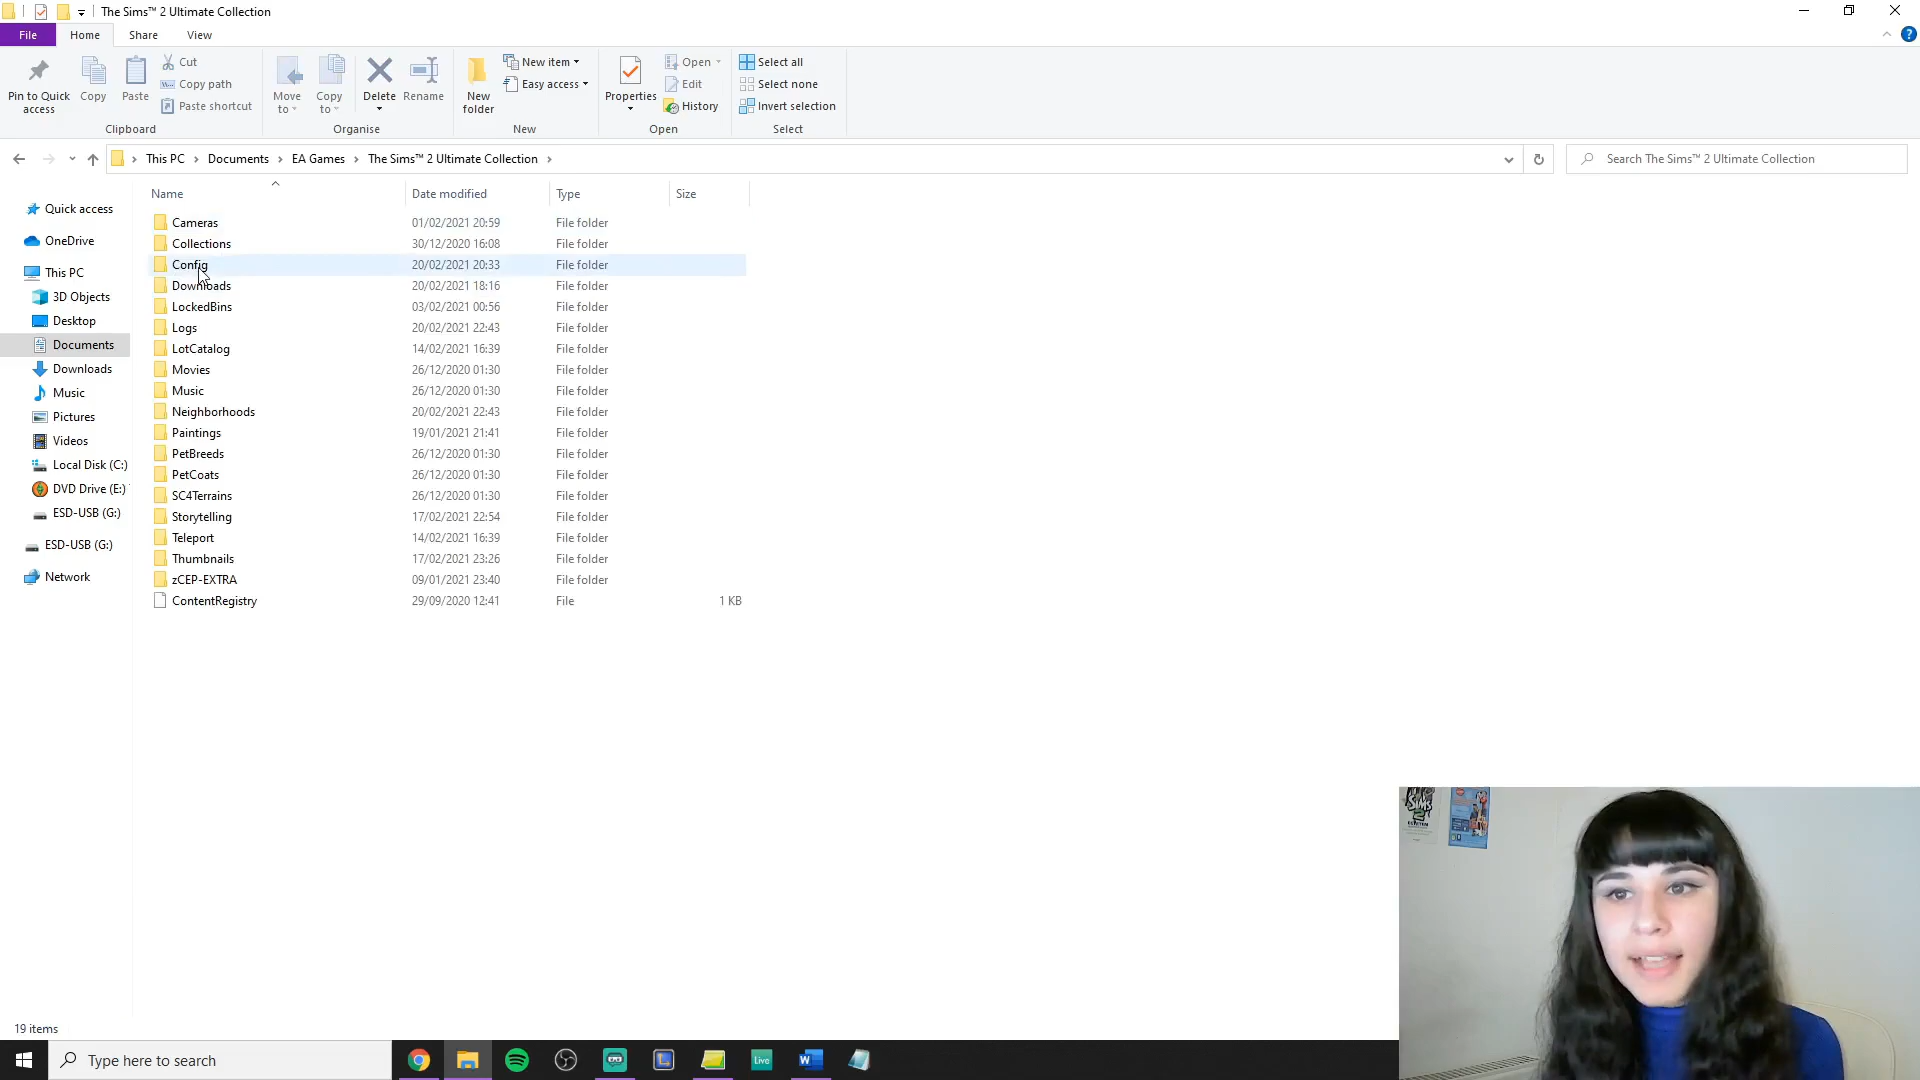 The Sims™ 2 Ultimate Collection
File Home Share View
Pin to Quick access
Copy
Paste
Cut
Copy path
Paste shortcut
Clipboard
Move to
Copy to
Delete
Rename
Organise
New folder
New item
Easy access
New
Properties
Open
Edit
History
Open
Select all
Select none
Invert selection
Select
This PC > Documents > EA Games > The Sims™ 2 Ultimate Collection >
Search The Sims™ 2 Ultimate Collection
Quick access
OneDrive
This PC
3D Objects
Desktop
Documents
Downloads
Music
Pictures
Videos
Local Disk (C:)
DVD Drive (E:)
ESD-USB (G:)
ESD-USB (G:)
Network
Name Date modified Type Size
Cameras 01/02/2021 20:59 File folder
Collections 30/12/2020 16:08 File folder
Config 20/02/2021 20:33 File folder
Downloads 20/02/2021 18:16 File folder
LockedBins 03/02/2021 00:56 File folder
Logs 20/02/2021 22:43 File folder
LotCatalog 14/02/2021 16:39 File folder
Movies 26/12/2020 01:30 File folder
Music 26/12/2020 01:30 File folder
Neighborhoods 20/02/2021 22:43 File folder
Paintings 19/01/2021 21:41 File folder
PetBreeds 26/12/2020 01:30 File folder
PetCoats 26/12/2020 01:30 File folder
SC4Terrains 26/12/2020 01:30 File folder
Storytelling 17/02/2021 22:54 File folder
Teleport 14/02/2021 16:39 File folder
Thumbnails 17/02/2021 23:26 File folder
zCEP-EXTRA 09/01/2021 23:40 File folder
ContentRegistry 29/09/2020 12:41 File 1 KB
Sims
2
19 items
Type here to search
Live
W